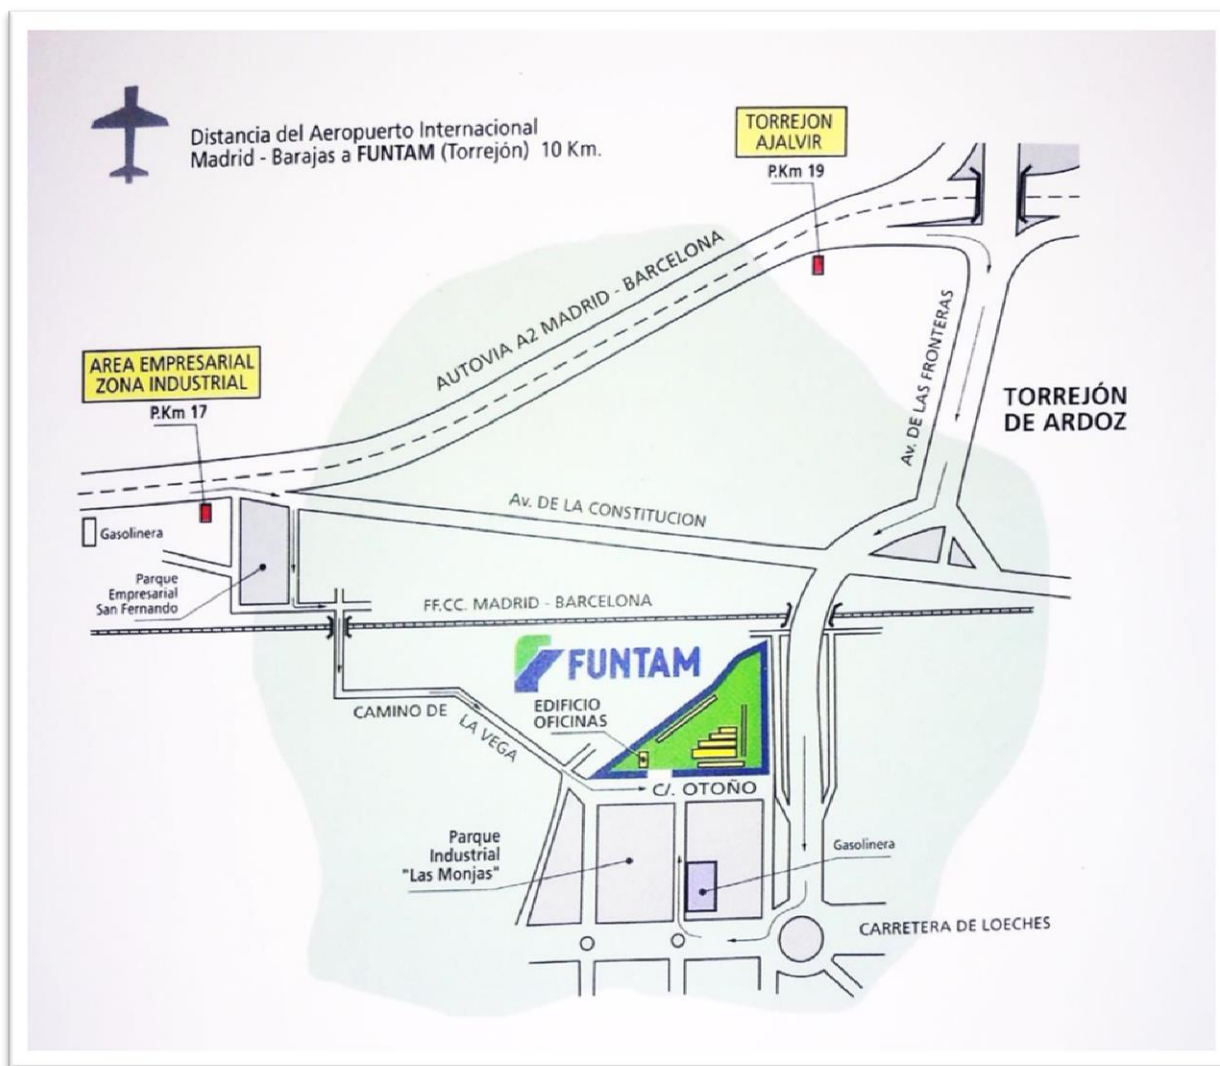 Distancia del Aeropuerto Internacional
Madrid - Barajas a FUNTAM (Torrejón) 10 Km.
TORREJON
AJALVIR
P.Km 19
AUTOVIA A2 MADRID - BARCELONA
AREA EMPRESARIAL
ZONA INDUSTRIAL
P.Km 17
Av. DE LAS FRONTERAS
TORREJÓN
DE ARDOZ
Gasolinera
Av. DE LA CONSTITUCION
Parque
Empresarial
San Fernando
FF.CC. MADRID - BARCELONA
FUNTAM
EDIFICIO
OFICINAS
CAMINO DE
LA VEGA
C/. OTOÑO
Parque
Industrial
"Las Monjas"
Gasolinera
CARRETERA DE LOECHES